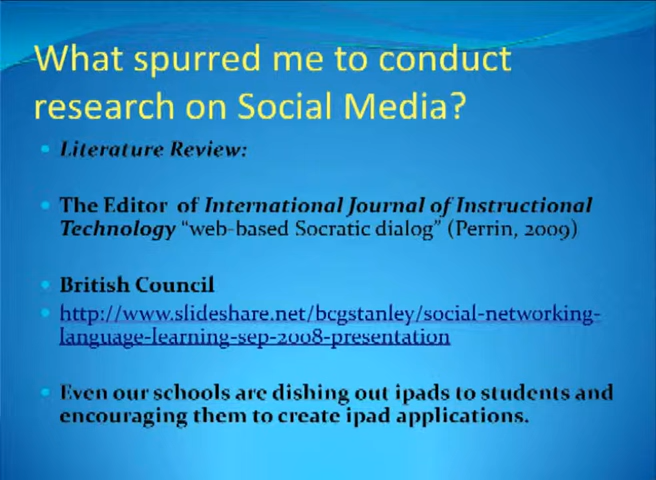 What spurred me to conduct
research on Social Media?
Literature Review:
The Editor of International Journal of Instructional
Technology “web-based Socratic dialog” (Perrin, 2009)
British Council
http://www.slideshare.net/bcgstanley/social-networking-
language-learning-sep-2008-presentation
Even our schools are dishing out ipads to students and
encouraging them to create ipad applications.